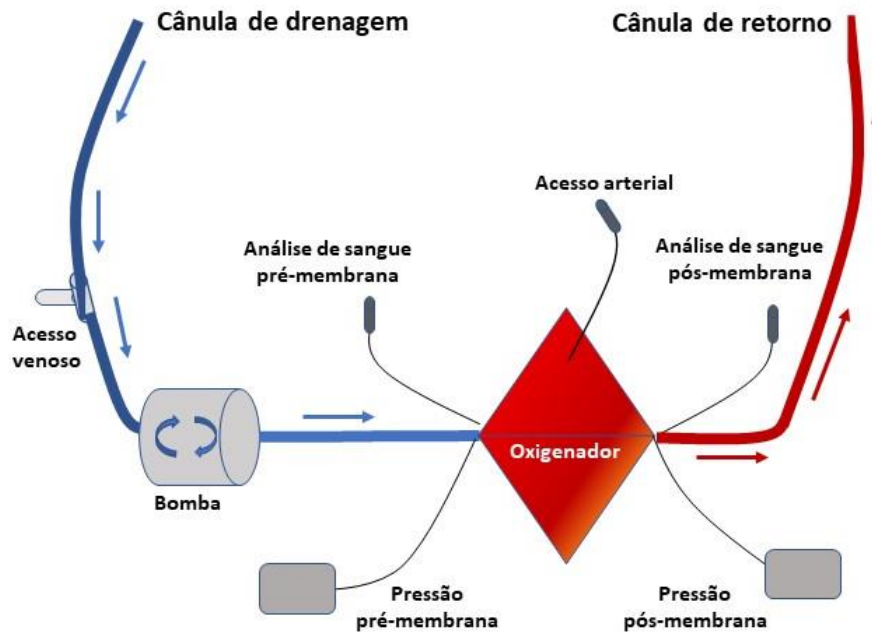 Cânula de drenagem
Cânula de retorno
Acesso arterial
Análise de sangue
pré-membrana
Análise de sangue
pós-membrana
Acesso
venoso
Oxigenador
Bomba
Pressão
pré-membrana
Pressão
pós-membrana